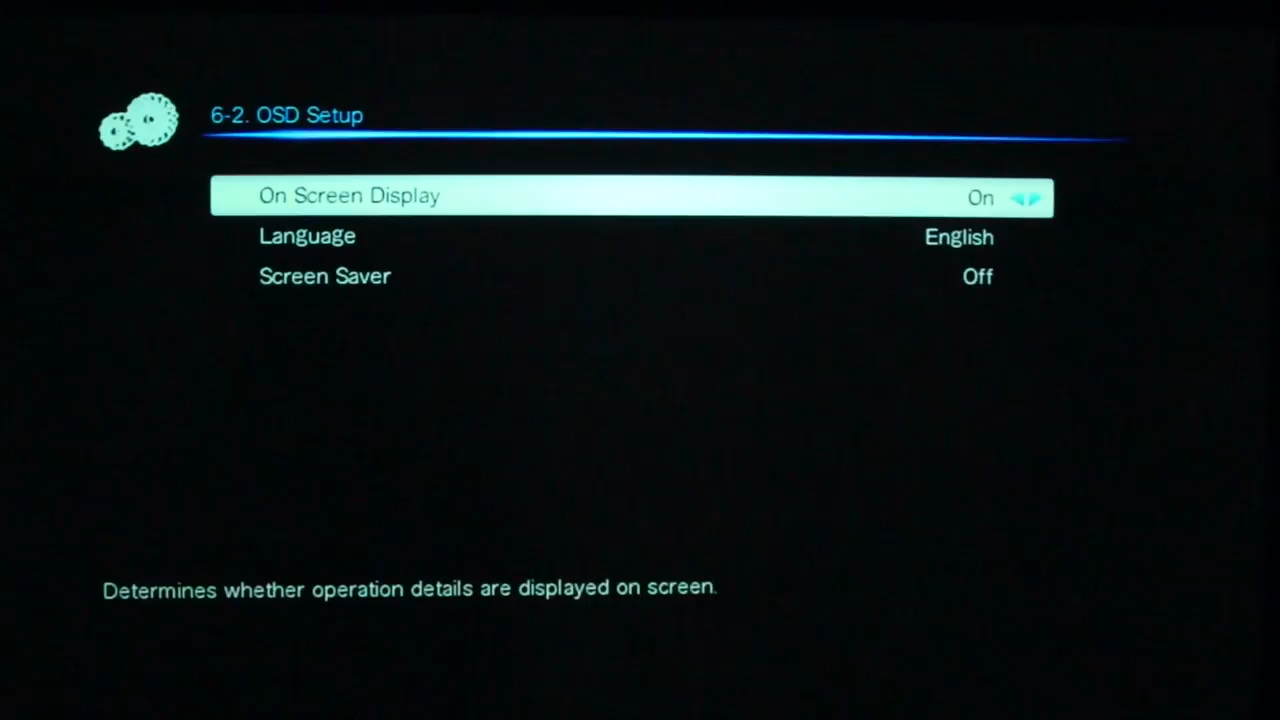 6-2. OSD Setup
On Screen Display On
Language English
Screen Saver Off
Determines whether operation details are displayed on screen.